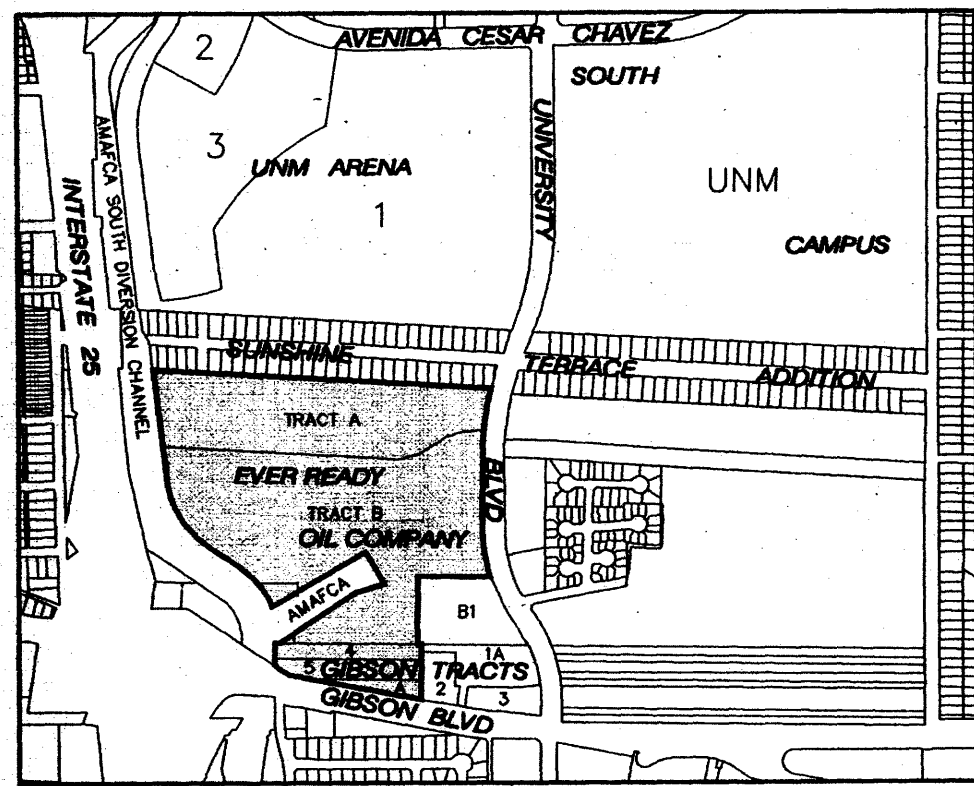 AVENIDA CESAR CHAVEZ
2
SOUTH
3
UNM ARENA
1
UNM
CAMPUS
UNIVERSITY
AMAFCA SOUTH DIVERSION CHANNEL
INTERSTATE 25
SUNSHINE TERRACE ADDITION
TRACT A
EVER READY
TRACT B
OIL COMPANY
BLVD
AMAFCA
B1
4
1A
5 GIBSON TRACTS
A
2
3
GIBSON BLVD